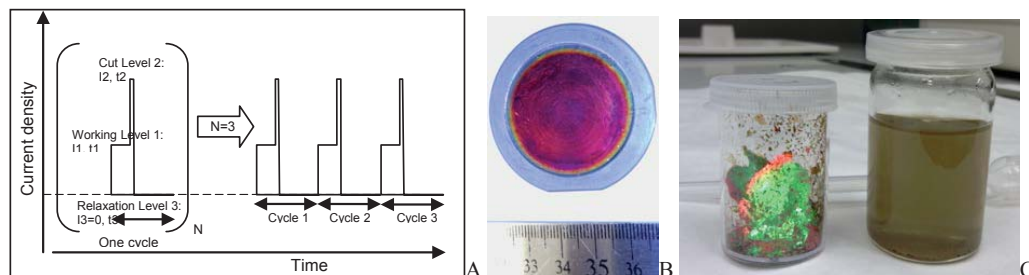 Current density
Cut Level 2:
I2, t2
Working Level 1:
I1, t1
Relaxation Level 3:
I3=0, t3
N
One cycle
N=3
Cycle 1
Cycle 2
Cycle 3
Time
A
33 34 35 36
B
C